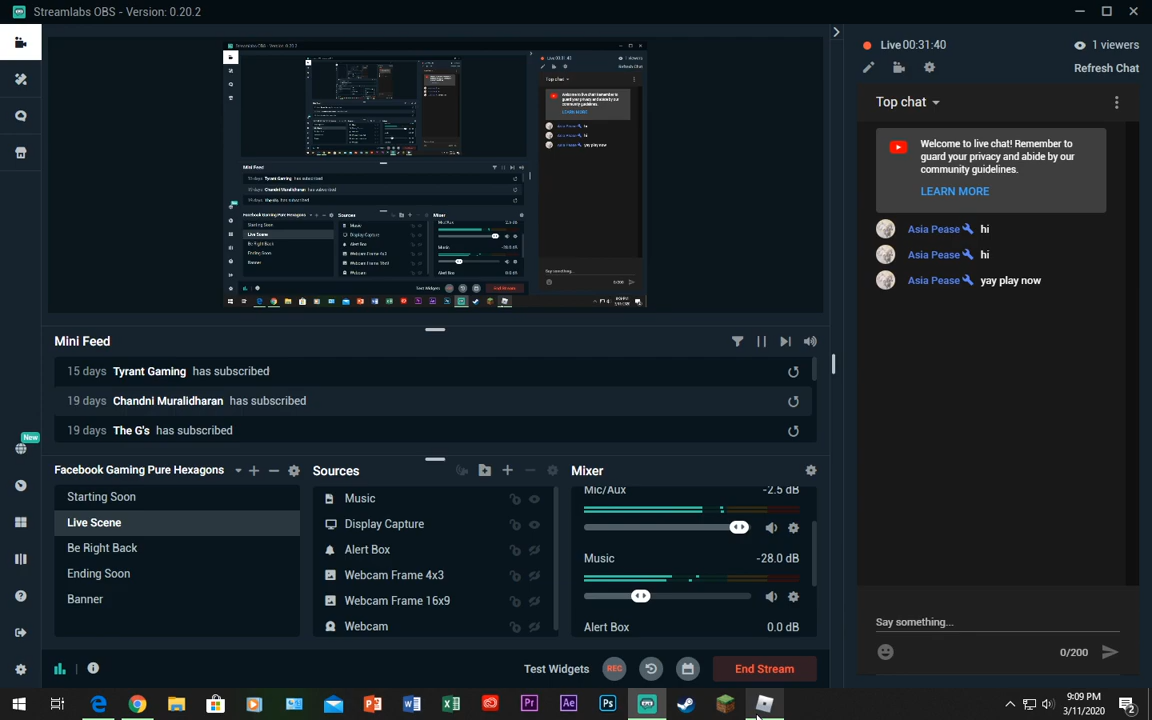 Streamlabs OBS - Version: 0.20.2
Live 00:31:40
1 viewers
Refresh Chat
Top chat
Welcome to live chat! Remember to
guard your privacy and abide by our
community guidelines.
LEARN MORE
Asia Pease hi
Asia Pease hi
Asia Pease yay play now
Mini Feed
15 days Tyrant Gaming has subscribed
19 days Chandni Muralidharan has subscribed
19 days The G's has subscribed
New
Facebook Gaming Pure Hexagons
Starting Soon
Live Scene
Be Right Back
Ending Soon
Banner
Sources
Music
Display Capture
Alert Box
Webcam Frame 4x3
Webcam Frame 16x9
Webcam
Mixer
Mic/Aux -2.5 dB
Music -28.0 dB
Alert Box 0.0 dB
Say something...
0/200
Test Widgets
REC
End Stream
9:09 PM
3/11/2020
2